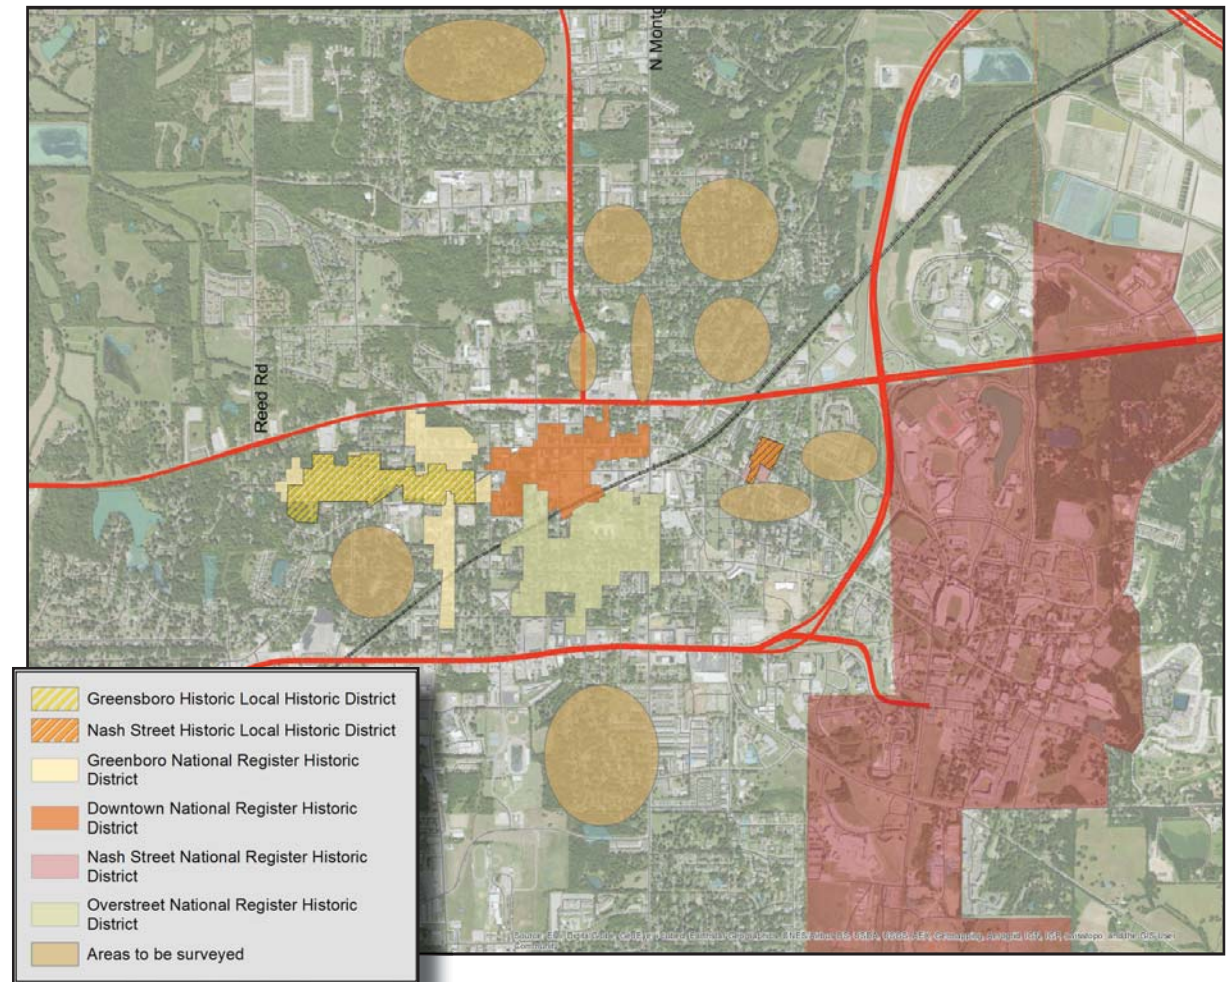 N Montg
Reed Rd
Greensboro Historic Local Historic District
Nash Street Historic Local Historic District
Greenboro National Register Historic
District
Downtown National Register Historic
District
Nash Street National Register Historic
District
Overstreet National Register Historic
District
Areas to be surveyed